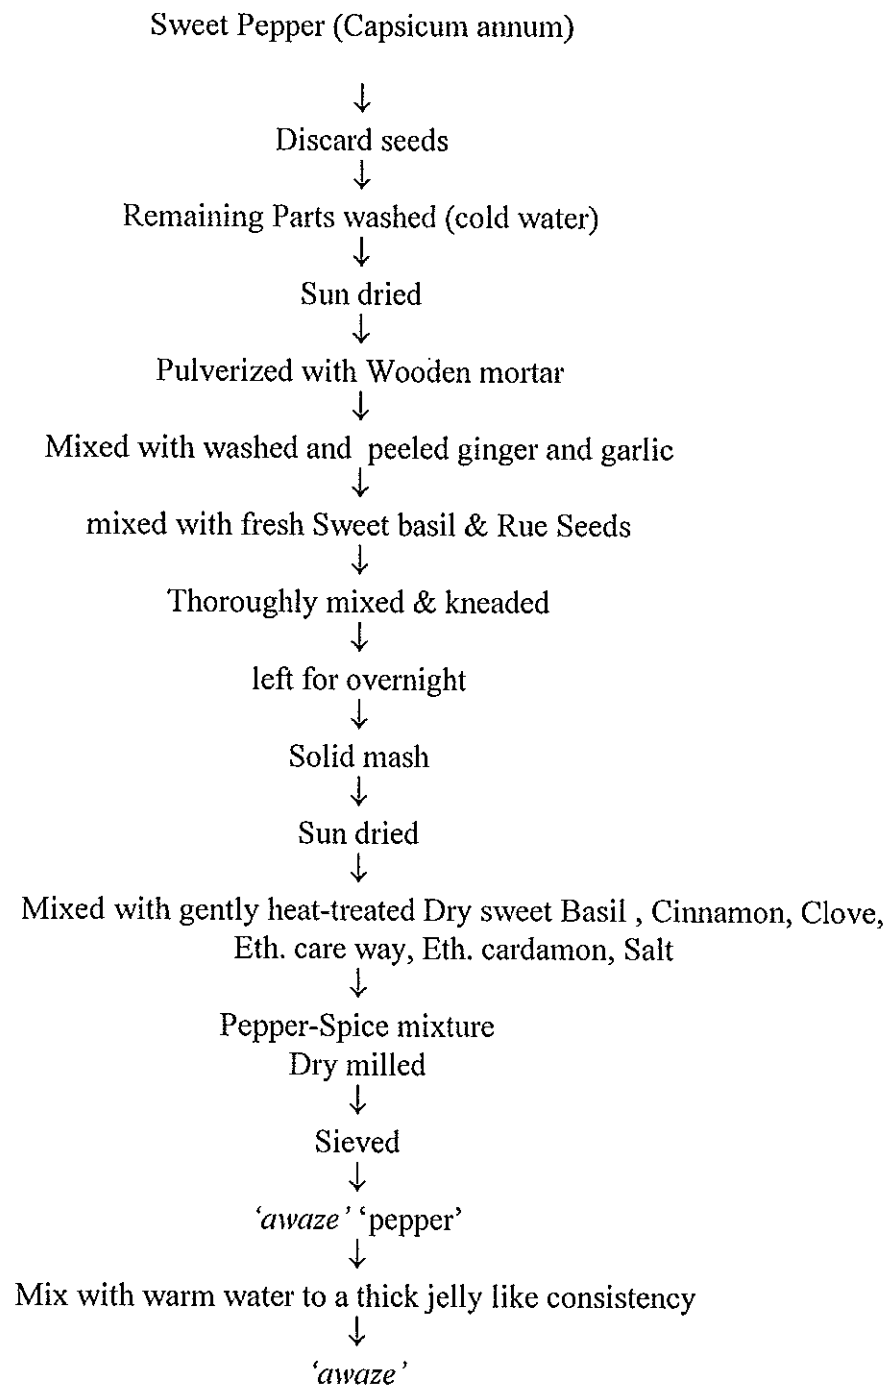 Sweet Pepper (Capsicum annum)
↓
Discard seeds
↓
Remaining Parts washed (cold water)
↓
Sun dried
↓
Pulverized with Wooden mortar
↓
Mixed with washed and peeled ginger and garlic
↓
mixed with fresh Sweet basil & Rue Seeds
↓
Thoroughly mixed & kneaded
↓
left for overnight
↓
Solid mash
↓
Sun dried
↓
Mixed with gently heat-treated Dry sweet Basil , Cinnamon, Clove,
Eth. care way, Eth. cardamon, Salt
↓
Pepper-Spice mixture
Dry milled
↓
Sieved
↓
‘awaze’ ‘pepper’
↓
Mix with warm water to a thick jelly like consistency
↓
‘awaze’